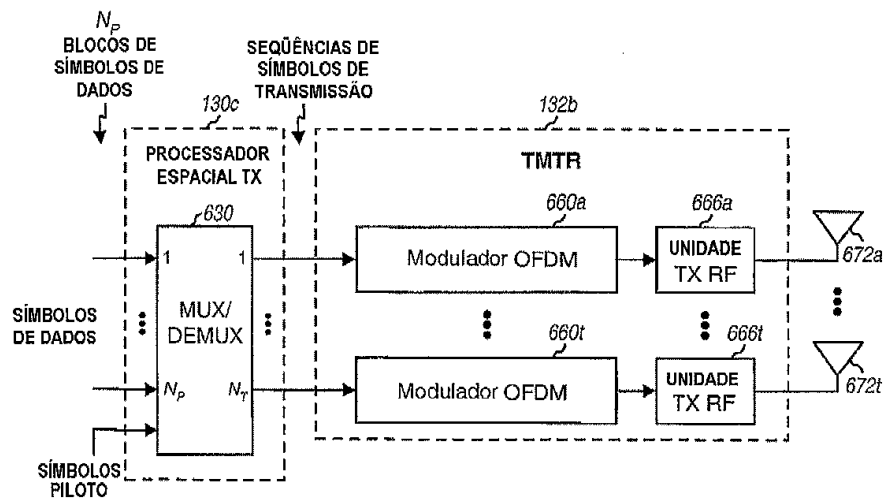 N_P
BLOCOS DE
SÍMBOLOS DE
DADOS
SEQÜÊNCIAS DE
SÍMBOLOS DE
TRANSMISSÃO
130c
132b
PROCESSADOR
ESPACIAL TX
TMTR
630
660a
666a
1
1
Modulador OFDM
UNIDADE
TX RF
672a
MUX/
DEMUX
SÍMBOLOS
DE DADOS
660t
666t
N_P
N_T
Modulador OFDM
UNIDADE
TX RF
672t
SÍMBOLOS
PILOTO